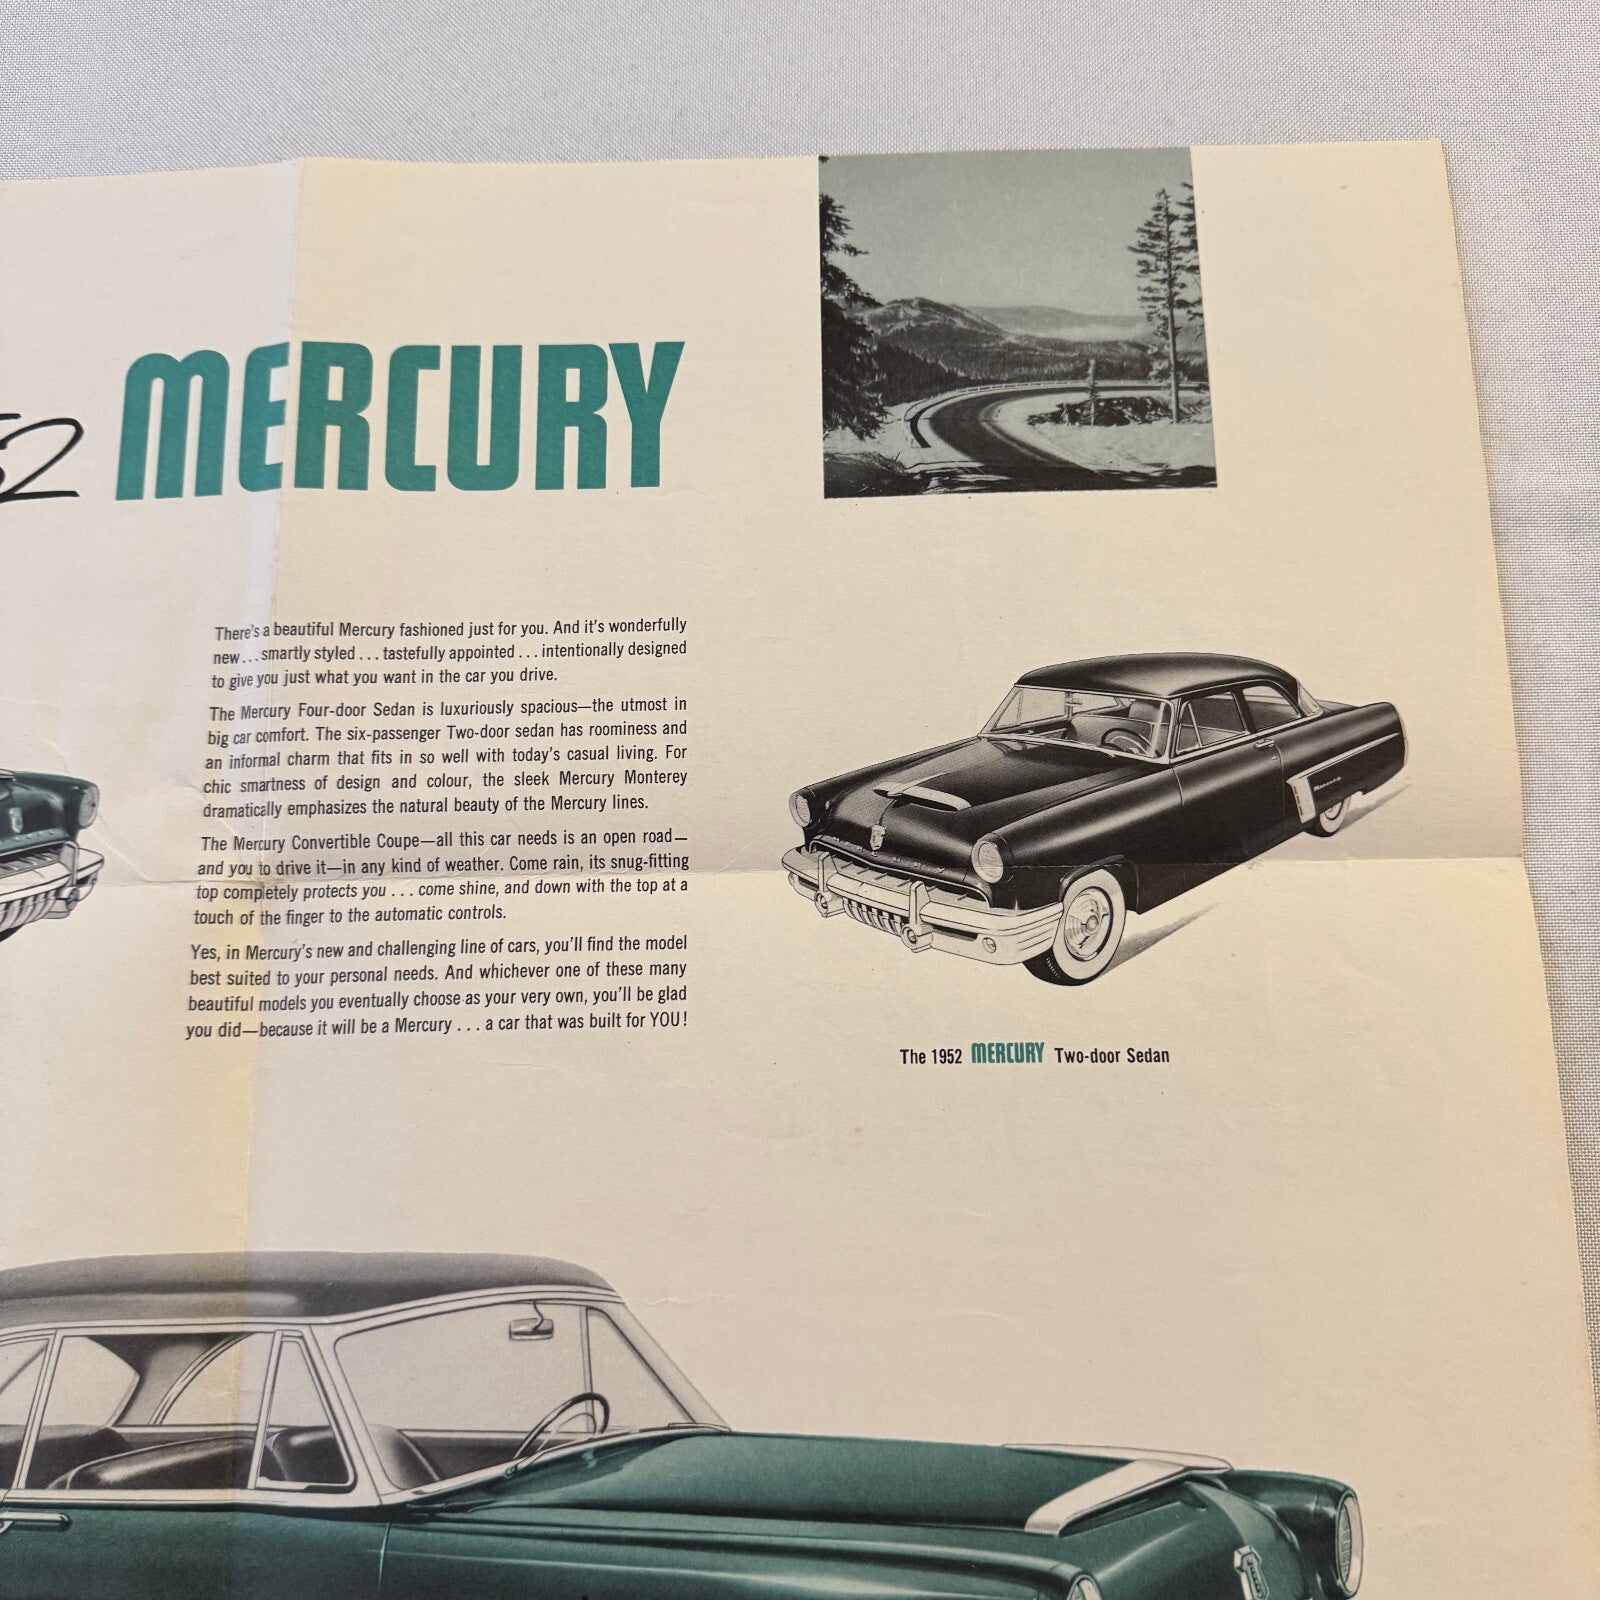 52 MERCURY
There's a beautiful Mercury fashioned just for you. And it's wonderfully
new...smartly styled...tastefully appointed...intentionally designed
to give you just what you want in the car you drive.
The Mercury Four-door Sedan is luxuriously spacious—the utmost in
big car comfort. The six-passenger Two-door sedan has roominess and
an informal charm that fits in so well with today's casual living. For
chic smartness of design and colour, the sleek Mercury Monterey
dramatically emphasizes the natural beauty of the Mercury lines.
The Mercury Convertible Coupe—all this car needs is an open road—
and you to drive it—in any kind of weather. Come rain, its snug-fitting
top completely protects you...come shine, and down with the top at a
touch of the finger to the automatic controls.
Yes, in Mercury's new and challenging line of cars, you'll find the model
best suited to your personal needs. And whichever one of these many
beautiful models you eventually choose as your very own, you'll be glad
you did—because it will be a Mercury...a car that was built for YOU!
MERCURY
Mercury
The 1952 MERCURY Two-door Sedan